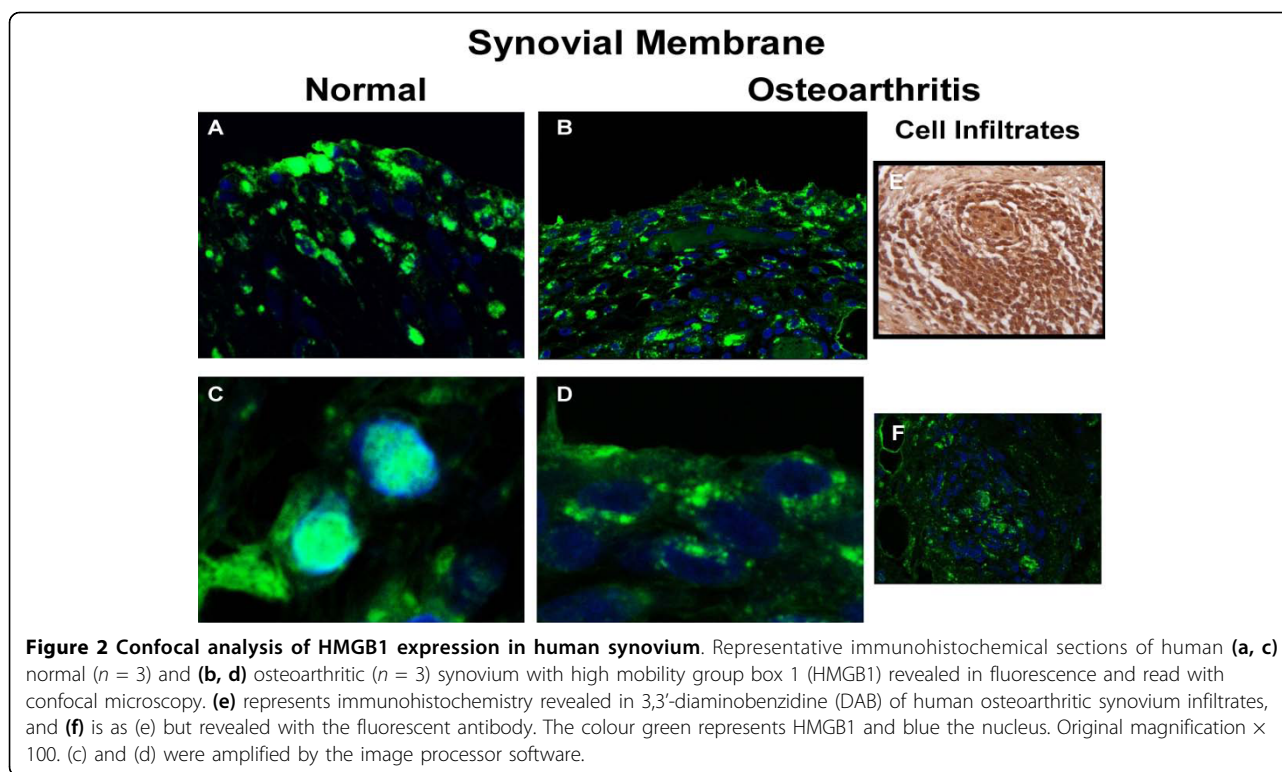 Synovial Membrane
Normal
Osteoarthritis
Cell Infiltrates
A
B
E
C
D
F
Figure 2 Confocal analysis of HMGB1 expression in human synovium. Representative immunohistochemical sections of human (a, c)
normal (n = 3) and (b, d) osteoarthritic (n = 3) synovium with high mobility group box 1 (HMGB1) revealed in fluorescence and read with
confocal microscopy. (e) represents immunohistochemistry revealed in 3,3'-diaminobenzidine (DAB) of human osteoarthritic synovium infiltrates,
and (f) is as (e) but revealed with the fluorescent antibody. The colour green represents HMGB1 and blue the nucleus. Original magnification ×
100. (c) and (d) were amplified by the image processor software.